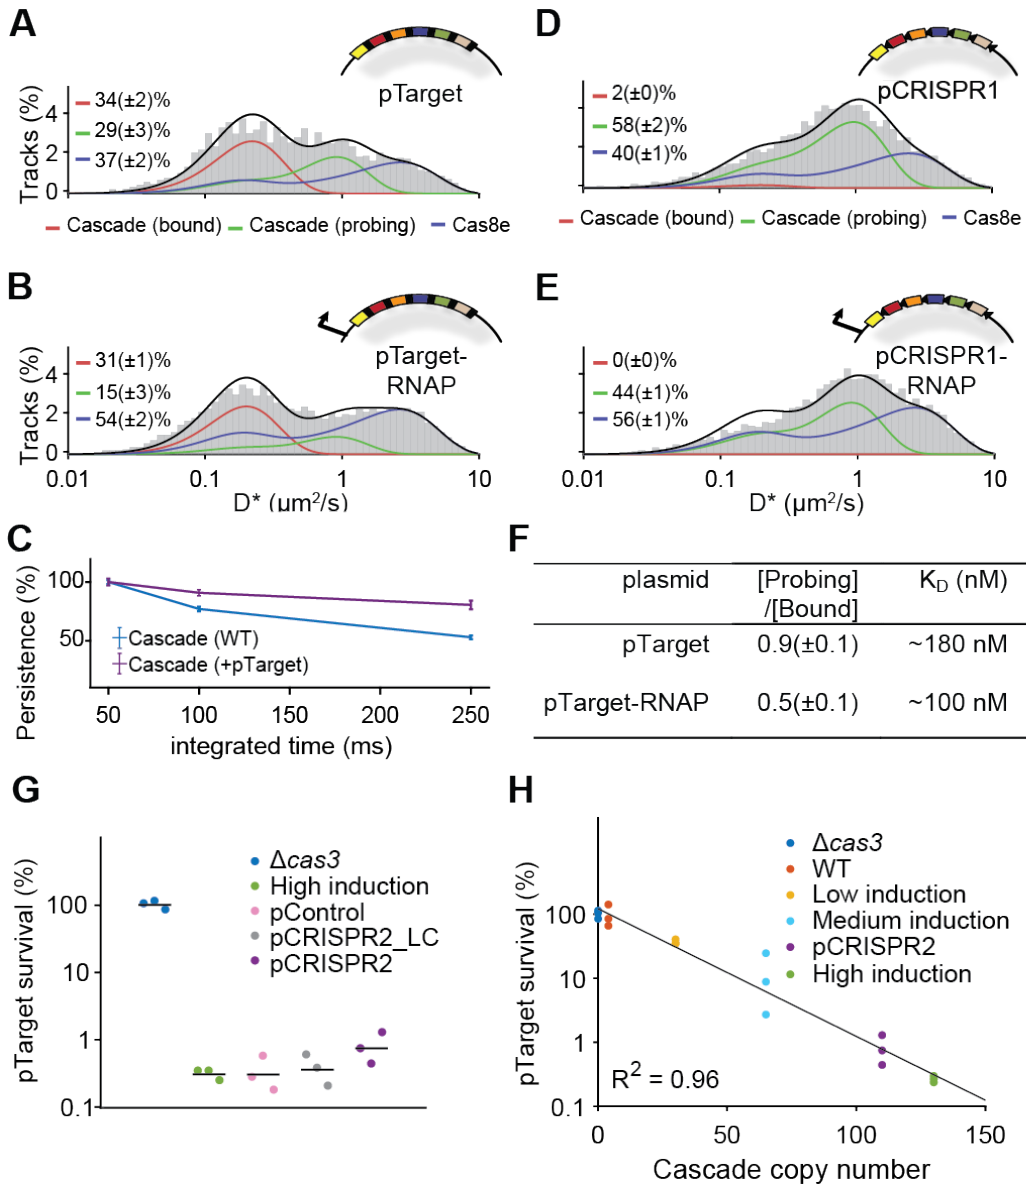 A
pTarget
34(±2)%
29(±3)%
37(±2)%
Tracks (%)
4
2
0
Cascade (bound) Cascade (probing) Cas8e
D
pCRISPR1
2(±0)%
58(±2)%
40(±1)%
0.01 0.1 1 10
Cascade (bound) Cascade (probing) Cas8e
B
pTarget-
RNAP
31(±1)%
15(±3)%
54(±2)%
Tracks (%)
4
2
0
0.01 0.1 1 10
D* (µm²/s)
E
pCRISPR1-
RNAP
0(±0)%
44(±1)%
56(±1)%
0.01 0.1 1 10
D* (µm²/s)
C
Persistence (%)
100
50
Cascade (WT)
Cascade (+pTarget)
50 100 150 200 250
integrated time (ms)
F
plasmid [Probing] K_D (nM)
/[Bound]
pTarget 0.9(±0.1) ~180 nM
pTarget-RNAP 0.5(±0.1) ~100 nM
G
pTarget survival (%)
100
10
1
0.1
Δcas3
High induction
pControl
pCRISPR2_LC
pCRISPR2
H
pTarget survival (%)
100
10
1
0.1
Δcas3
WT
Low induction
Medium induction
pCRISPR2
High induction
R² = 0.96
0 50 100 150
Cascade copy number